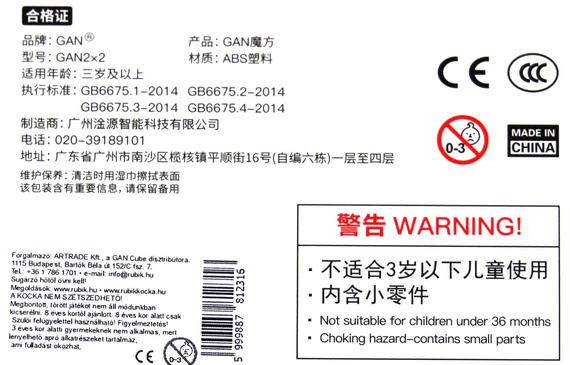 合格证
品牌：GAN® 产品：GAN魔方
型号：GAN2×2 材质：ABS塑料
适用年龄：三岁及以上
执行标准：GB6675.1-2014 GB6675.2-2014
GB6675.3-2014 GB6675.4-2014
制造商：广州淦源智能科技有限公司
电话：020-39189101
地址：广东省广州市南沙区榄核镇平顺街16号(自编六栋)一层至四层
维护保养：清洁时用湿巾擦拭表面
该包装含有重要信息，请保留备用
CE CCC
0-3 MADE IN
CHINA
警告 WARNING!
· 不适合3岁以下儿童使用
· 内含小零件
• Not suitable for children under 36 months
• Choking hazard–contains small parts
Forgalmazó: ARTRADE Kft., a GAN Cube disztribútora.
1115 Budapest, Bartók Béla út 152/C fsz. 7.
Tel.: +36 1 786 1701 • e-mail: info@rubik.hu
Sugárzó hőtől óvni kell!
Megoldások: www.rubik.hu • www.rubikkocka.hu
A KOCKA NEM SZÉTSZEDHETŐ!
Megbontott, törött játékot nem áll módunkban
kicserélni. 8 éves kortól ajánlott. 8 éves kor alatt csak
Szülői felügyelettel használható! Figyelmeztetés!
3 éves kor alatti gyermekeknek nem alkalmas, mert
lenyelhető apró alkatrészeket tartalmaz,
ami fulladást okozhat.
CE 0-3
5 999887 812316